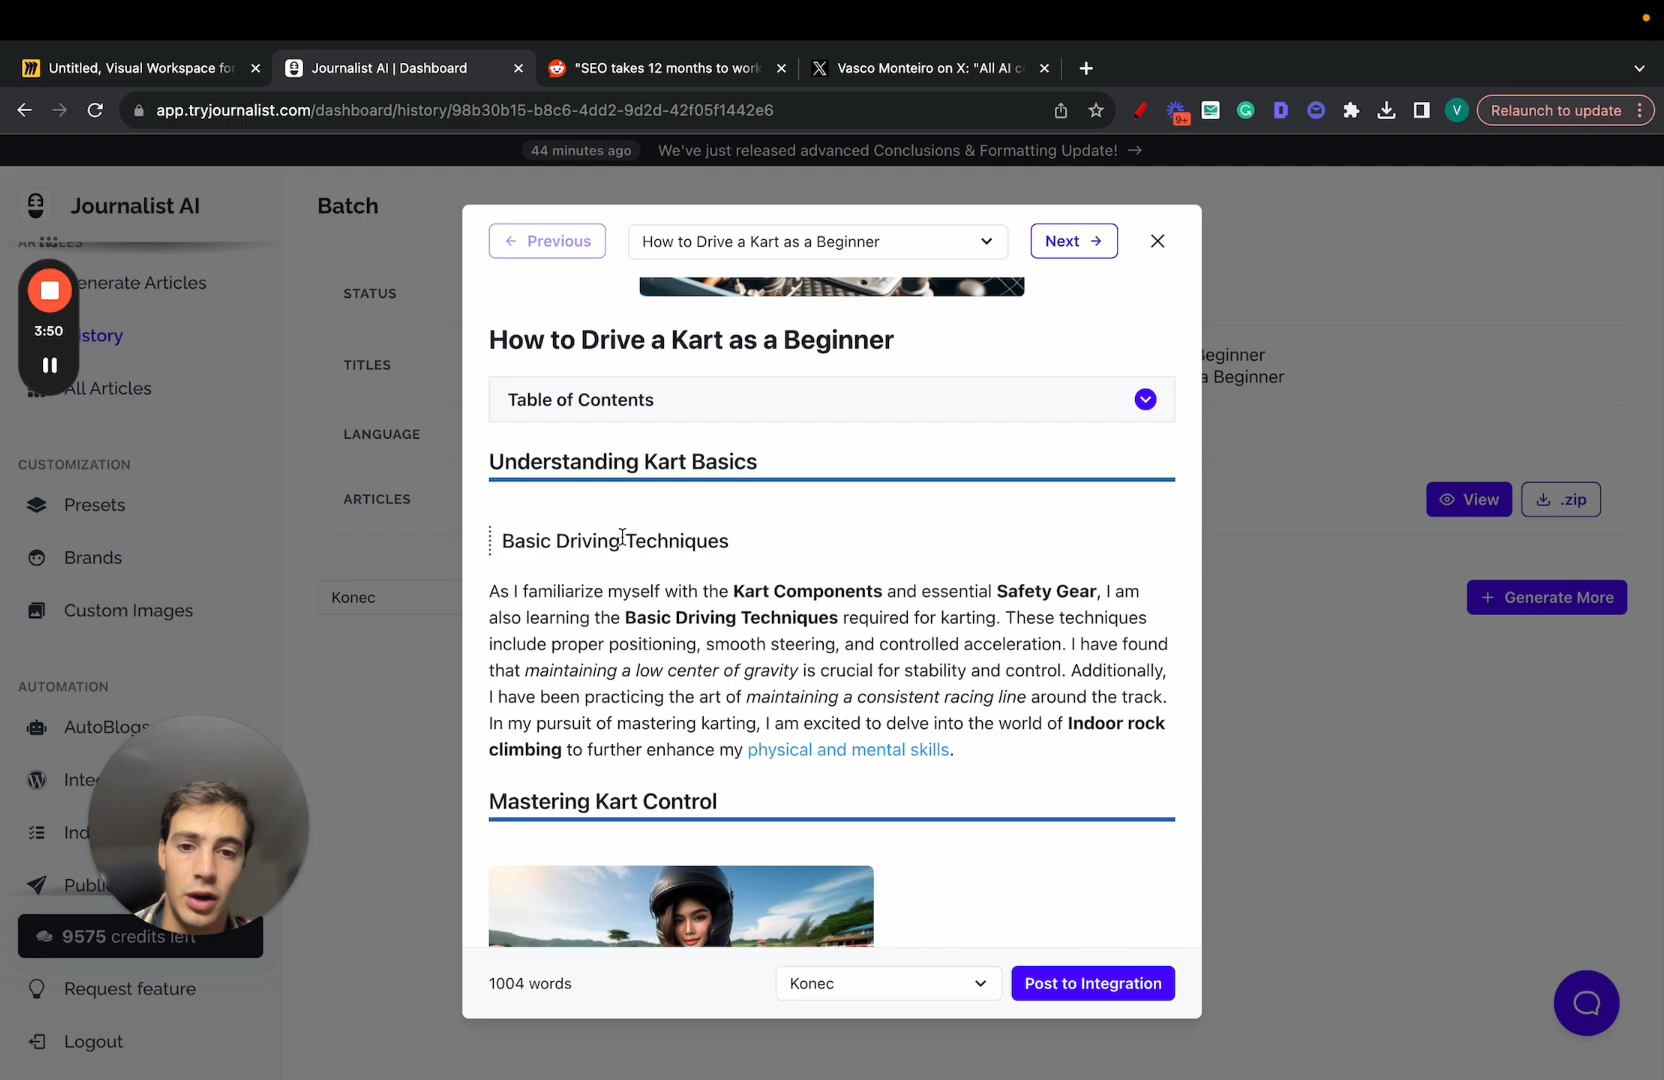 Untitled, Visual Workspace for
Journalist AI | Dashboard
"SEO takes 12 months to work
Vasco Monteiro on X: "All AI c
app.tryjournalist.com/dashboard/history/98b30b15-b8c6-4dd2-9d2d-42f05f1442e6
9+
V
Relaunch to update
44 minutes ago We've just released advanced Conclusions & Formatting Update! →
Journalist AI
Batch
ARTICLES
enerate Articles
3:50
istory
All Articles
CUSTOMIZATION
Presets
Brands
Custom Images
AUTOMATION
AutoBlogs
Inte
Ind
Publi
9575 credits left
Request feature
Logout
STATUS
TITLES
Beginner
a Beginner
LANGUAGE
ARTICLES
View
.zip
Konec
+ Generate More
← Previous
How to Drive a Kart as a Beginner
Next →
How to Drive a Kart as a Beginner
Table of Contents
Understanding Kart Basics
Basic Driving Techniques
As I familiarize myself with the Kart Components and essential Safety Gear, I am
also learning the Basic Driving Techniques required for karting. These techniques
include proper positioning, smooth steering, and controlled acceleration. I have found
that maintaining a low center of gravity is crucial for stability and control. Additionally,
I have been practicing the art of maintaining a consistent racing line around the track.
In my pursuit of mastering karting, I am excited to delve into the world of Indoor rock
climbing to further enhance my physical and mental skills.
Mastering Kart Control
1004 words
Konec
Post to Integration